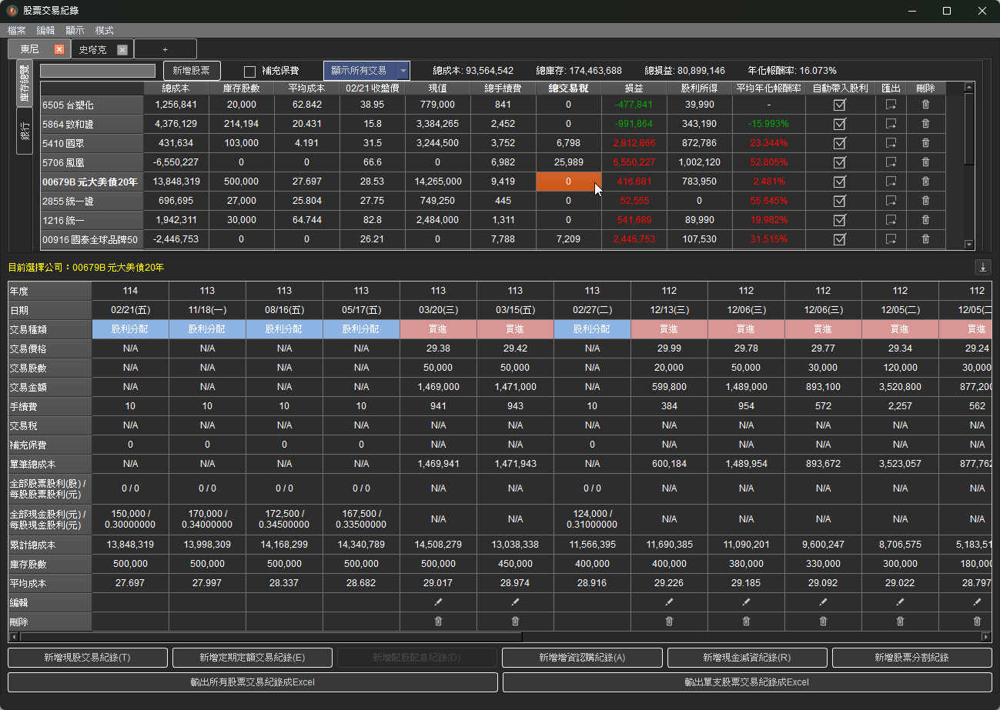 股票交易紀錄
檔案 編輯 顯示 模式
東尼 史塔克 +
庫存總覽
銀行
新增股票 補充保費 顯示所有交易 總成本: 93,564,542 總庫存: 174,463,688 總損益: 80,899,146 年化報酬率: 16.073%
總成本 庫存股數 平均成本 02/21 收盤價 現值 總手續費 總交易稅 損益 股利所得 平均年化報酬率 自動帶入股利 匯出 刪除
6505 台塑化 1,256,841 20,000 62.842 38.95 779,000 841 0 -477,841 39,990 -
5864 致和證 4,376,129 214,194 20.431 15.8 3,384,265 2,452 0 -991,864 343,190 -15.993%
5410 國眾 431,634 103,000 4.191 31.5 3,244,500 3,752 6,798 2,812,866 872,786 23.344%
5706 鳳凰 -6,550,227 0 0 66.6 0 6,982 25,989 6,550,227 1,002,120 52.805%
00679B 元大美債20年 13,848,319 500,000 27.697 28.53 14,265,000 9,419 0 416,681 783,950 2.481%
2855 統一證 696,695 27,000 25.804 27.75 749,250 445 0 52,555 0 55.645%
1216 統一 1,942,311 30,000 64.744 82.8 2,484,000 1,311 0 541,689 89,990 19.982%
00916 國泰全球品牌50 -2,446,753 0 0 26.21 0 7,788 7,209 2,446,753 107,530 31.515%
目前選擇公司：00679B 元大美債20年
年度 114 113 113 113 113 113 113 112 112 112 112 112
日期 02/21(五) 11/18(一) 08/16(五) 05/17(五) 03/20(三) 03/15(五) 02/27(二) 12/13(三) 12/06(三) 12/06(三) 12/05(二) 12/05(二
交易種類 股利分配 股利分配 股利分配 股利分配 買進 買進 股利分配 買進 買進 買進 買進 買進
交易價格 N/A N/A N/A N/A 29.38 29.42 N/A 29.99 29.78 29.77 29.34 29.24
交易股數 N/A N/A N/A N/A 50,000 50,000 N/A 20,000 50,000 30,000 120,000 30,000
交易金額 N/A N/A N/A N/A 1,469,000 1,471,000 N/A 599,800 1,489,000 893,100 3,520,800 877,200
手續費 10 10 10 10 941 943 10 384 954 572 2,257 562
交易稅 N/A N/A N/A N/A N/A N/A N/A N/A N/A N/A N/A N/A
補充保費 0 0 0 0 N/A N/A 0 N/A N/A N/A N/A N/A
單筆總成本 N/A N/A N/A N/A 1,469,941 1,471,943 N/A 600,184 1,489,954 893,672 3,523,057 877,762
全部股票股利(股) /
每股股票股利(元) 0 / 0 0 / 0 0 / 0 0 / 0 N/A N/A 0 / 0 N/A N/A N/A N/A N/A
全部現金股利(元) / 150,000 / 170,000 / 172,500 / 167,500 / N/A N/A 124,000 / N/A N/A N/A N/A N/A
每股現金股利(元) 0.30000000 0.34000000 0.34500000 0.33500000 0.31000000
累計總成本 13,848,319 13,998,309 14,168,299 14,340,789 14,508,279 13,038,338 11,566,395 11,690,385 11,090,201 9,600,247 8,706,575 5,183,51
庫存股數 500,000 500,000 500,000 500,000 500,000 450,000 400,000 400,000 380,000 330,000 300,000 180,000
平均成本 27.697 27.997 28.337 28.682 29.017 28.974 28.916 29.226 29.185 29.092 29.022 28.797
編輯
刪除
新增現股交易紀錄(T) 新增定期定額交易紀錄(E) 新增配股配息紀錄(D) 新增增資認購紀錄(A) 新增現金減資紀錄(R) 新增股票分割紀錄
輸出所有股票交易紀錄成Excel 輸出單支股票交易紀錄成Excel